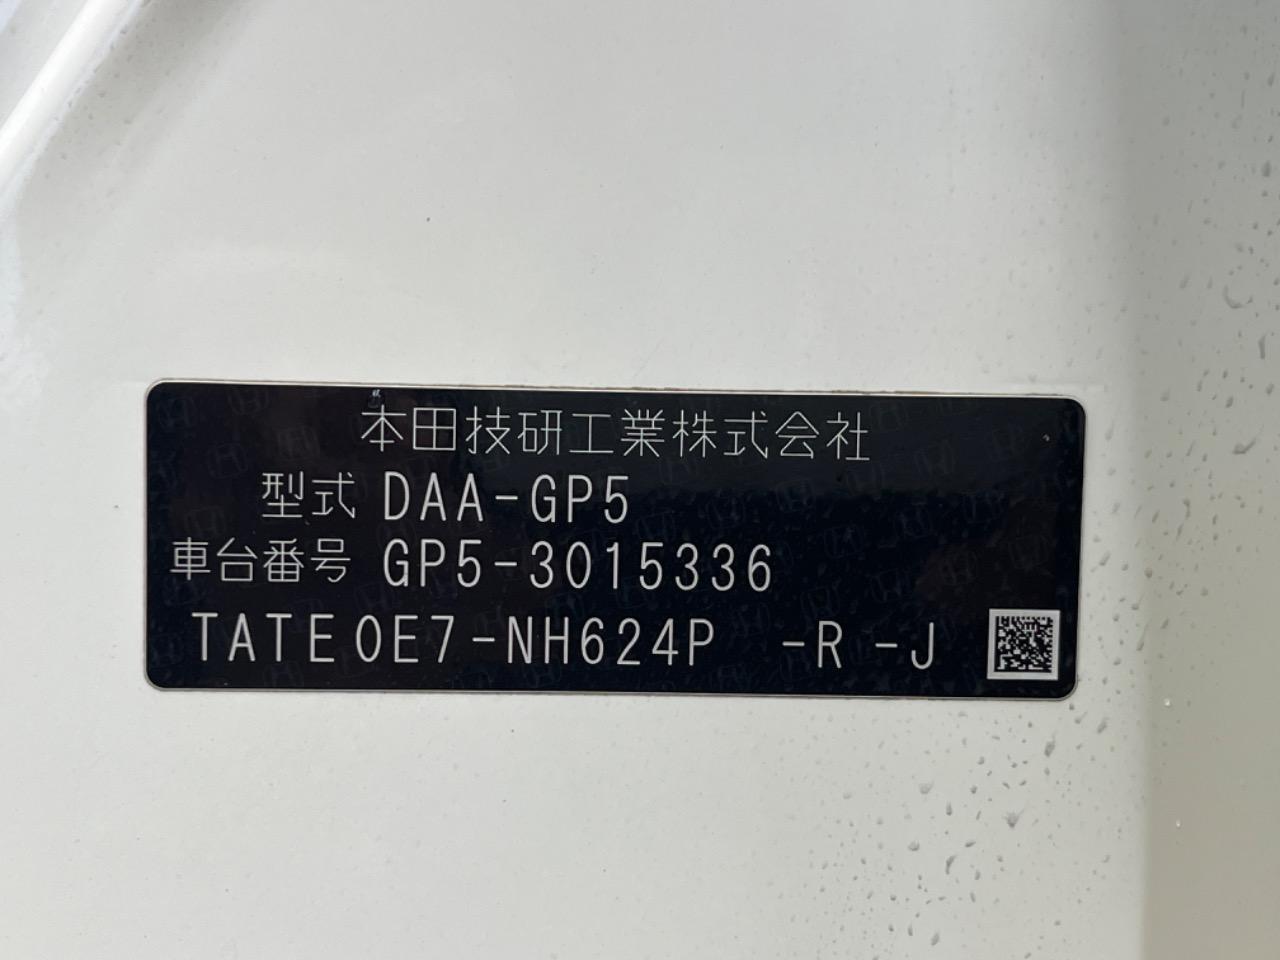 本田技研工業株式会社
型式 DAA-GP5
車台番号 GP5-3015336
TATE0E7-NH624P -R -J